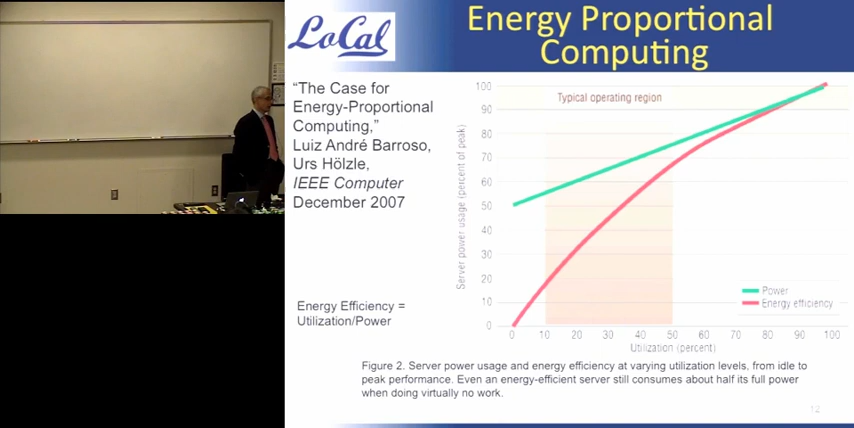 LoCal
Energy Proportional
Computing
“The Case for
Energy-Proportional
Computing,”
Luiz André Barroso,
Urs Hölzle,
IEEE Computer
December 2007
Energy Efficiency =
Utilization/Power
Server power usage (percent of peak)
100
90
80
70
60
50
40
30
20
10
0
Typical operating region
Power
Energy efficiency
0 10 20 30 40 50 60 70 80 90 100
Utilization (percent)
Figure 2. Server power usage and energy efficiency at varying utilization levels, from idle to
peak performance. Even an energy-efficient server still consumes about half its full power
when doing virtually no work.
12